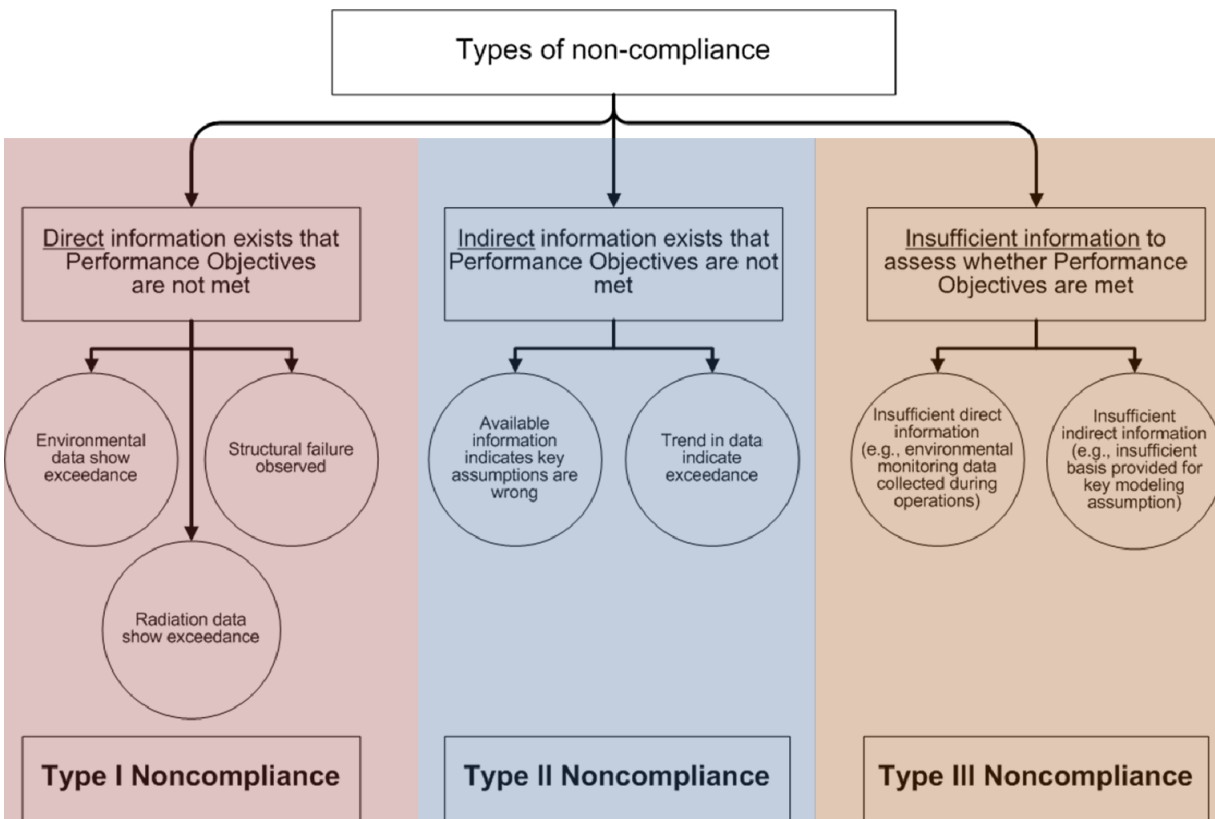 Types of non-compliance
Direct information exists that
Performance Objectives
are not met
Indirect information exists that
Performance Objectives are not
met
Insufficient information to
assess whether Performance
Objectives are met
Environmental
data show
exceedance
Structural failure
observed
Radiation data
show exceedance
Available
information
indicates key
assumptions are
wrong
Trend in data
indicate
exceedance
Insufficient direct
information
(e.g., environmental
monitoring data
collected during
operations)
Insufficient
indirect information
(e.g., insufficient
basis provided for
key modeling
assumption)
Type I Noncompliance
Type II Noncompliance
Type III Noncompliance